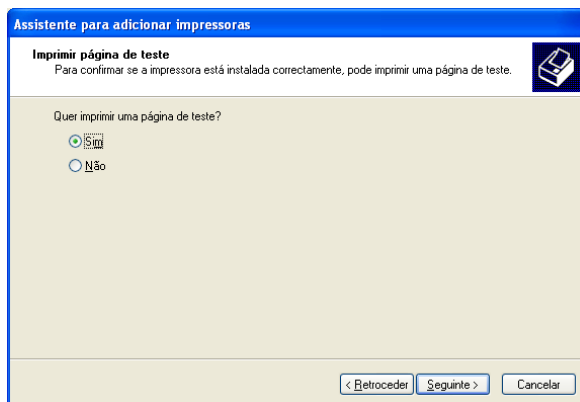 Assistente para adicionar impressoras
Imprimir página de teste
Para confirmar se a impressora está instalada correctamente, pode imprimir uma página de teste.
Quer imprimir uma página de teste?
Sim
Não
< Retroceder Seguinte > Cancelar